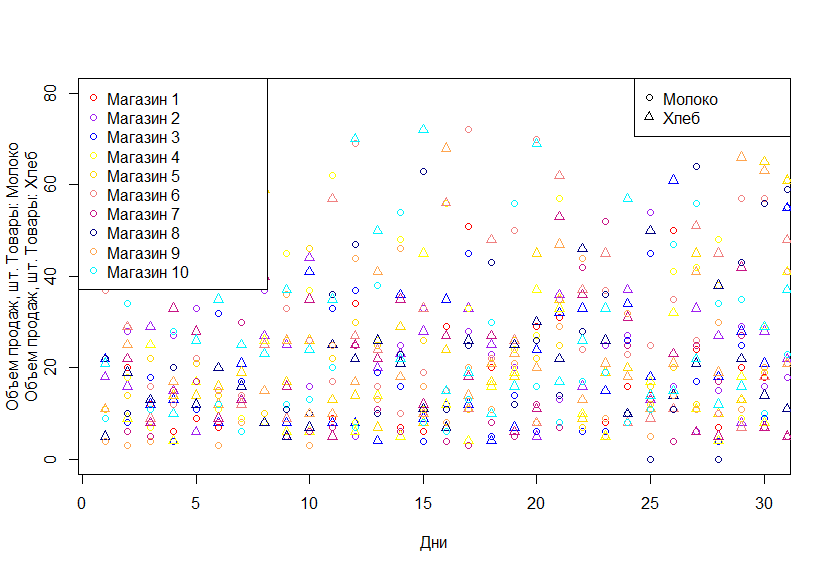 Магазин 1
Магазин 2
Магазин 3
Магазин 4
Магазин 5
Магазин 6
Магазин 7
Магазин 8
Магазин 9
Магазин 10
Молоко
Хлеб
Объем продаж, шт. Товары: Молоко
Объем продаж, шт. Товары: Хлеб
80
60
40
20
0
0 5 10 15 20 25 30
Дни